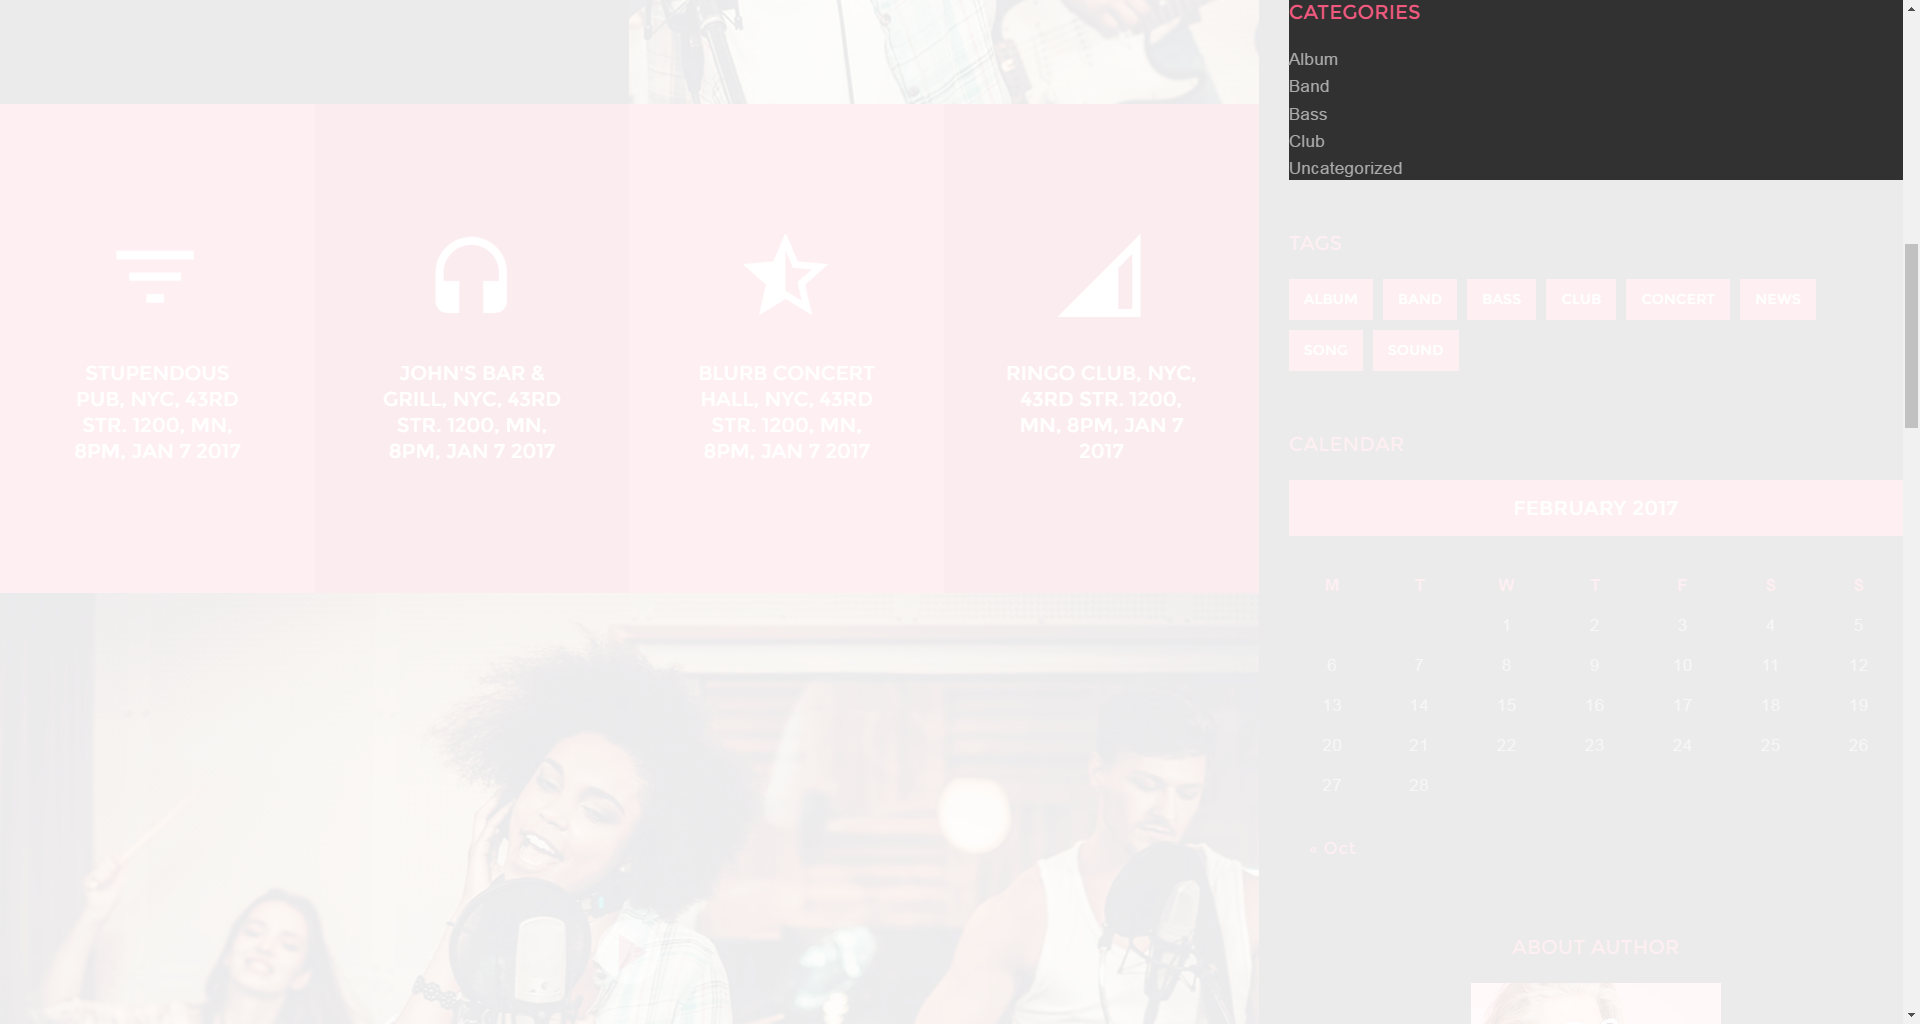 CATEGORIES
Album
Band
Bass
Club
Uncategorized
TAGS
ALBUM BAND BASS CLUB CONCERT NEWS
SONG SOUND
STUPENDOUS
PUB, NYC, 43RD
STR. 1200, MN,
8PM, JAN 7 2017
JOHN'S BAR &
GRILL, NYC, 43RD
STR. 1200, MN,
8PM, JAN 7 2017
BLURB CONCERT
HALL, NYC, 43RD
STR. 1200, MN,
8PM, JAN 7 2017
RINGO CLUB, NYC,
43RD STR. 1200,
MN, 8PM, JAN 7
2017
CALENDAR
FEBRUARY 2017
M T W T F S S
1 2 3 4 5
6 7 8 9 10 11 12
13 14 15 16 17 18 19
20 21 22 23 24 25 26
27 28
« Oct
ABOUT AUTHOR